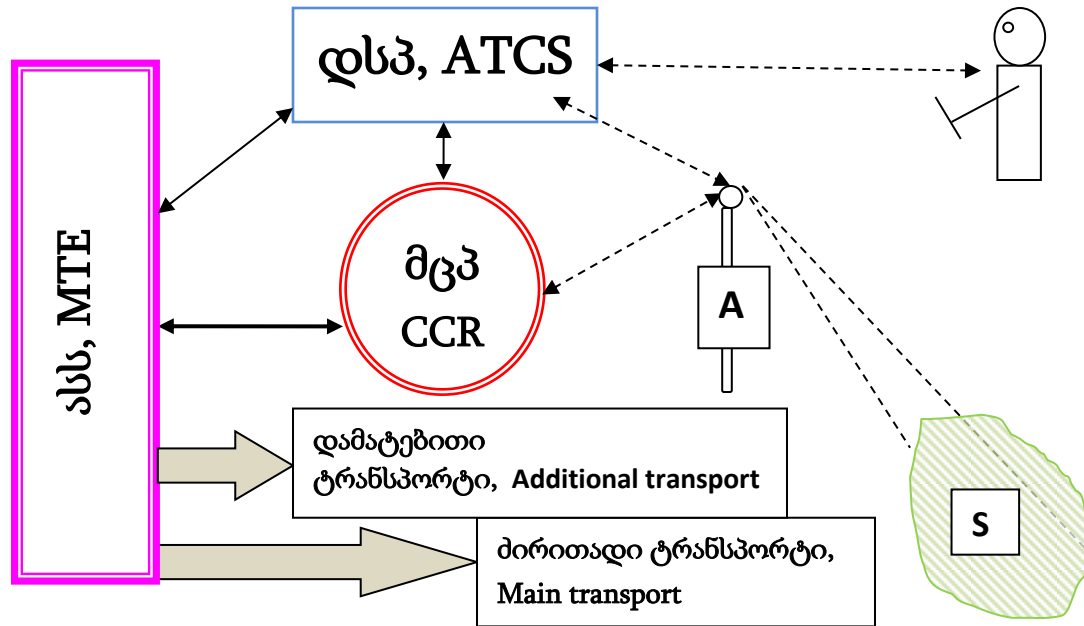 დსპ, ATCS
ასს, MTE
მცპ
CCR
A
დამატებითი
ტრანსპორტი, Additional transport
S
ძირითადი ტრანსპორტი,
Main transport